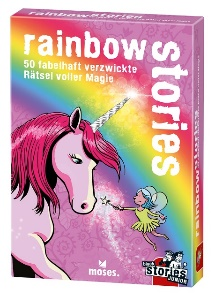 rainbow
stories
50 fabelhaft verzwickte
Rätsel voller Magie
moses.
black
stories
JUNIOR